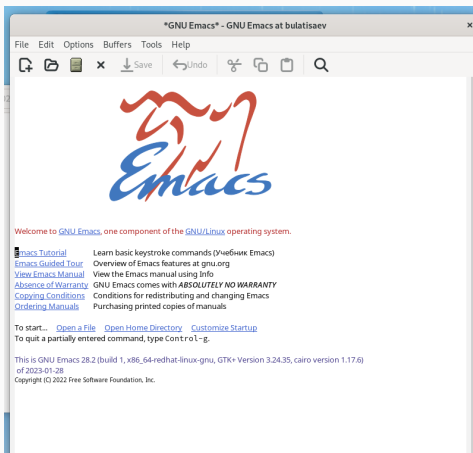 *GNU Emacs* - GNU Emacs at bulatisaev
File Edit Options Buffers Tools Help
Save Undo
Emacs
Welcome to GNU Emacs, one component of the GNU/Linux operating system.
Emacs Tutorial Learn basic keystroke commands (Учебник Emacs)
Emacs Guided Tour Overview of Emacs features at gnu.org
View Emacs Manual View the Emacs manual using Info
Absence of Warranty GNU Emacs comes with ABSOLUTELY NO WARRANTY
Copying Conditions Conditions for redistributing and changing Emacs
Ordering Manuals Purchasing printed copies of manuals
To start... Open a File Open Home Directory Customize Startup
To quit a partially entered command, type Control-g.
This is GNU Emacs 28.2 (build 1, x86_64-redhat-linux-gnu, GTK+ Version 3.24.35, cairo version 1.17.6)
of 2023-01-28
Copyright (C) 2022 Free Software Foundation, Inc.